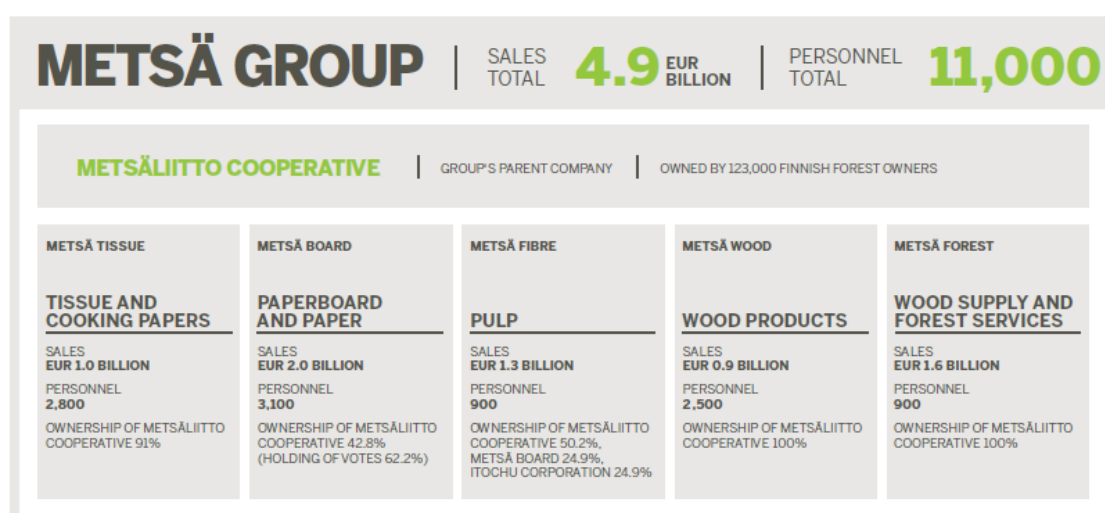 METSÄ GROUP
SALES
TOTAL
4.9 EUR
BILLION
PERSONNEL
TOTAL
11,000
METSÄLIITTO COOPERATIVE
GROUP'S PARENT COMPANY
OWNED BY 123,000 FINNISH FOREST OWNERS
METSÄ TISSUE
TISSUE AND
COOKING PAPERS
SALES
EUR 1.0 BILLION
PERSONNEL
2,800
OWNERSHIP OF METSÄLIITTO
COOPERATIVE 91%
METSÄ BOARD
PAPERBOARD
AND PAPER
SALES
EUR 2.0 BILLION
PERSONNEL
3,100
OWNERSHIP OF METSÄLIITTO
COOPERATIVE 42.8%
(HOLDING OF VOTES 62.2%)
METSÄ FIBRE
PULP
SALES
EUR 1.3 BILLION
PERSONNEL
900
OWNERSHIP OF METSÄLIITTO
COOPERATIVE 50.2%,
METSÄ BOARD 24.9%,
ITOCHU CORPORATION 24.9%
METSÄ WOOD
WOOD PRODUCTS
SALES
EUR 0.9 BILLION
PERSONNEL
2,500
OWNERSHIP OF METSÄLIITTO
COOPERATIVE 100%
METSÄ FOREST
WOOD SUPPLY AND
FOREST SERVICES
SALES
EUR 1.6 BILLION
PERSONNEL
900
OWNERSHIP OF METSÄLIITTO
COOPERATIVE 100%